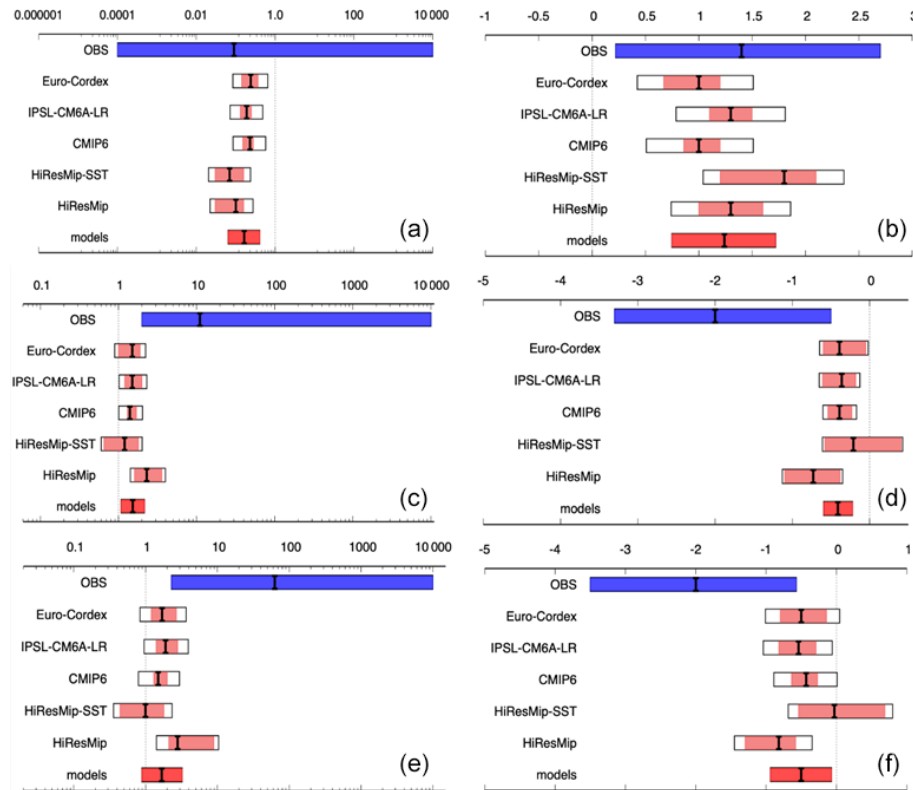 0.000001 0.0001 0.01 1.0 100.0 10 000
OBS
Euro-Cordex
IPSL-CM6A-LR
CMIP6
HiResMip-SST
HiResMip
models
(a)
-1 0 0.5 1.0 1.5 2.0 2.5 3
OBS
Euro-Cordex
IPSL-CM6A-LR
CMIP6
HiResMip-SST
HiResMip
models
(b)
0.1 1 10 100 1000 10 000
OBS
Euro-Cordex
IPSL-CM6A-LR
CMIP6
HiResMip-SST
HiResMip
models
(c)
-5 -4 -3 -2 -1 0
OBS
Euro-Cordex
IPSL-CM6A-LR
CMIP6
HiResMip-SST
HiResMip
models
(d)
0.1 1 10 100 1000 10 000
OBS
Euro-Cordex
IPSL-CM6A-LR
CMIP6
HiResMip-SST
HiResMip
models
(e)
-5 -4 -3 -2 -1 0 1
OBS
Euro-Cordex
IPSL-CM6A-LR
CMIP6
HiResMip-SST
HiResMip
models
(f)